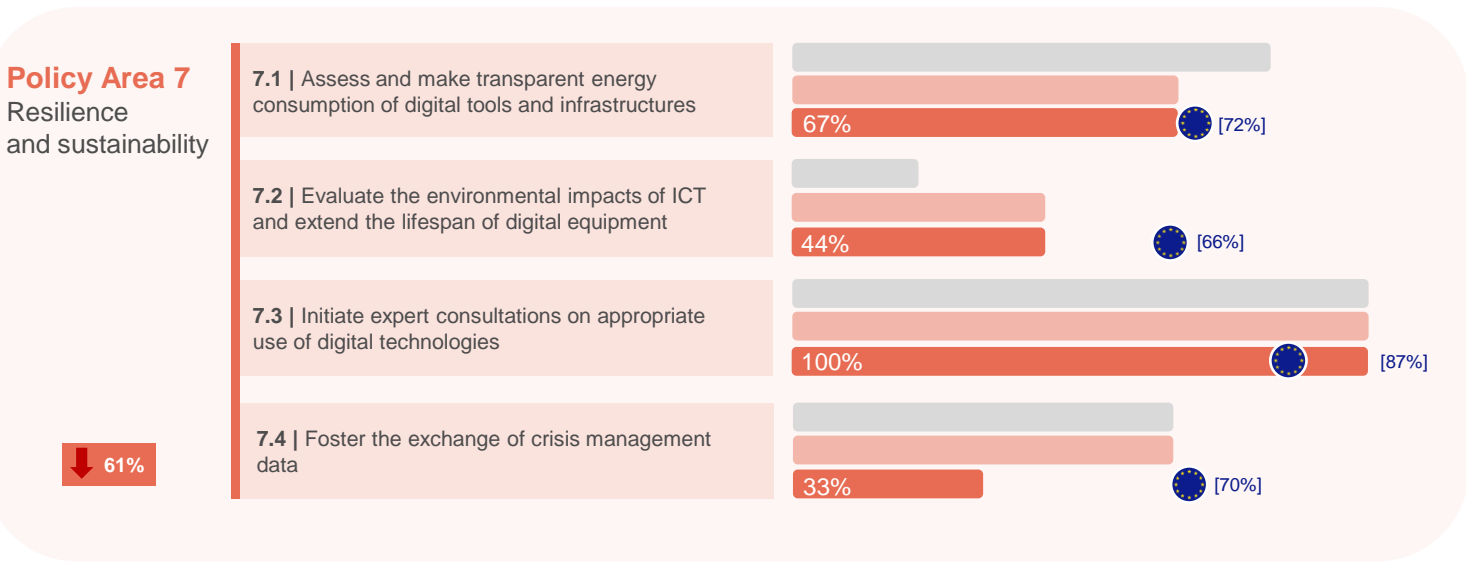 Policy Area 7
Resilience
and sustainability
61%
7.1 | Assess and make transparent energy
consumption of digital tools and infrastructures
67%
[72%]
7.2 | Evaluate the environmental impacts of ICT
and extend the lifespan of digital equipment
44%
[66%]
7.3 | Initiate expert consultations on appropriate
use of digital technologies
100%
[87%]
7.4 | Foster the exchange of crisis management
data
33%
[70%]